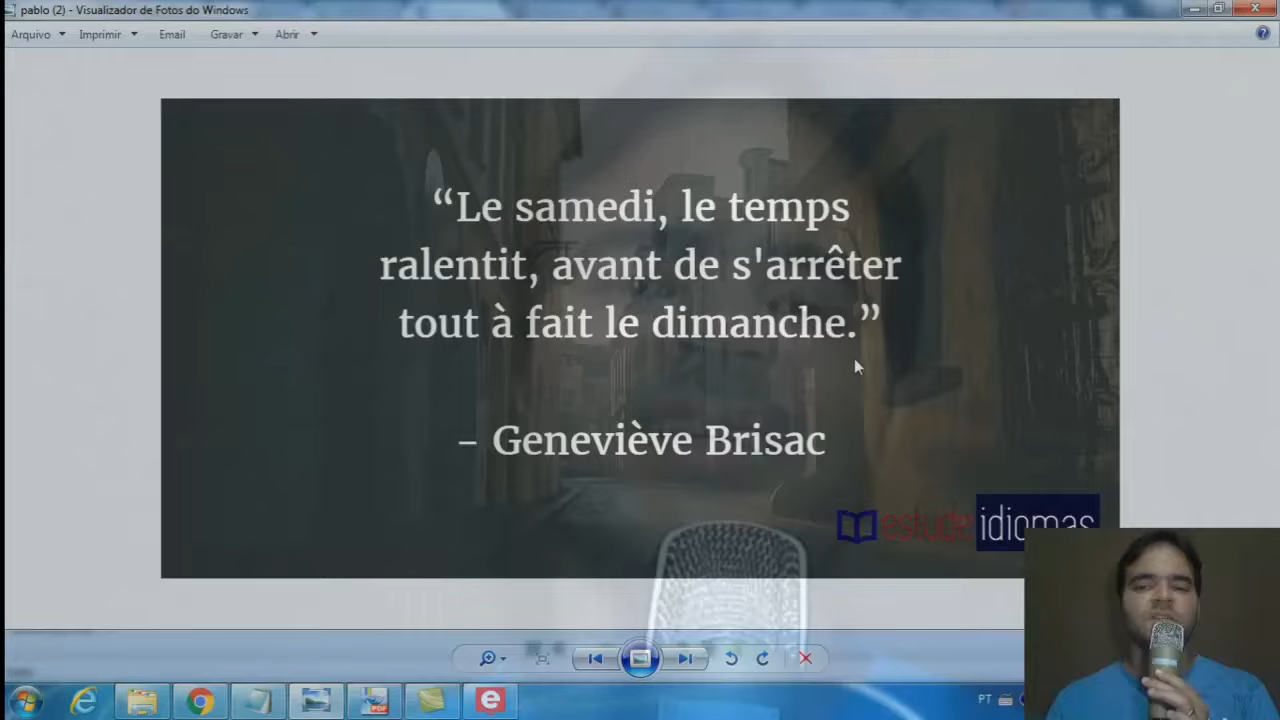 pablo (2) - Visualizador de Fotos do Windows
Arquivo Imprimir Email Gravar Abrir
“Le samedi, le temps
ralentit, avant de s'arrêter
tout à fait le dimanche.”
– Geneviève Brisac
estude idiomas
PDF
PT